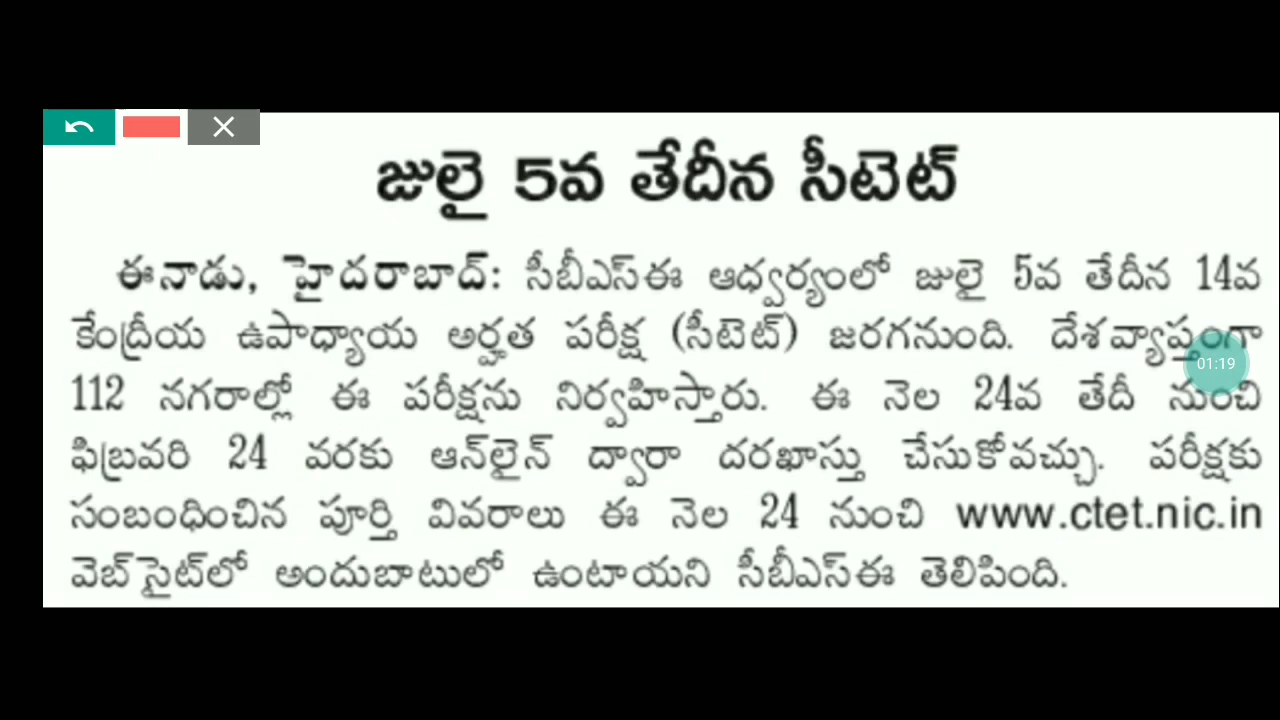 జులై 5వ తేదీన సీటెట్
ఈనాడు, హైదరాబాద్: సీబీఎస్ఈ ఆధ్వర్యంలో జులై 5వ తేదీన 14వ
కేంద్రీయ ఉపాధ్యాయ అర్హత పరీక్ష (సీటెట్) జరగనుంది. దేశవ్యాప్తంగా
01:19
112 నగరాల్లో ఈ పరీక్షను నిర్వహిస్తారు. ఈ నెల 24వ తేదీ నుంచి
ఫిబ్రవరి 24 వరకు ఆన్‌లైన్ ద్వారా దరఖాస్తు చేసుకోవచ్చు. పరీక్షకు
సంబంధించిన పూర్తి వివరాలు ఈ నెల 24 నుంచి www.ctet.nic.in
వెబ్‌సైట్‌లో అందుబాటులో ఉంటాయని సీబీఎస్ఈ తెలిపింది.